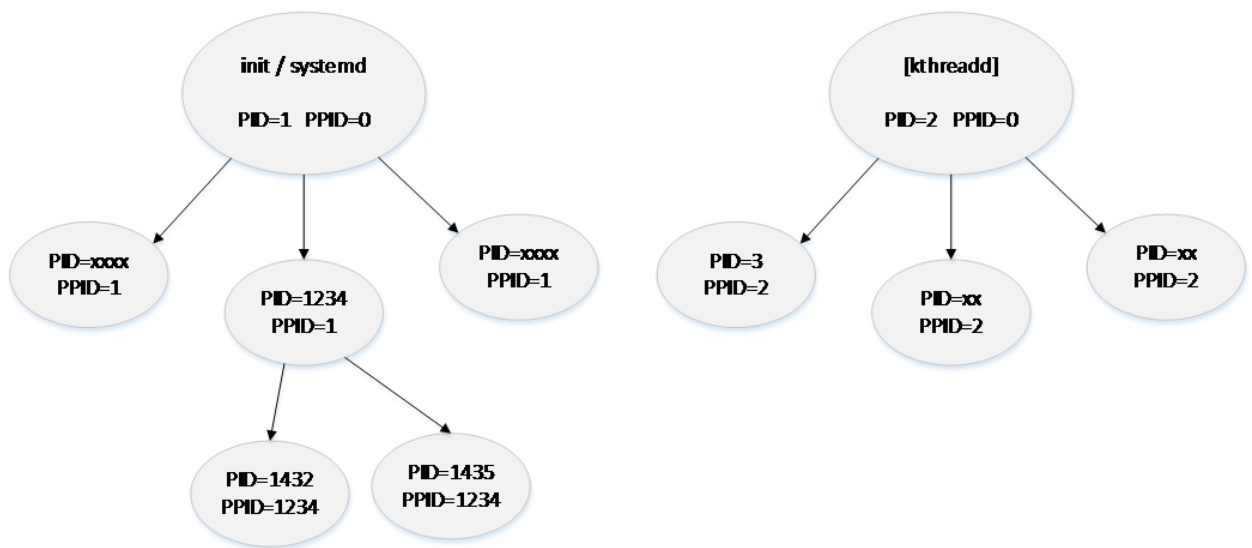 init / systemd
PID=1 PPID=0
PID=xxxx
PPID=1
PID=1234
PPID=1
PID=xxxx
PPID=1
PID=1432
PPID=1234
PID=1435
PPID=1234
[kthreadd]
PID=2 PPID=0
PID=3
PPID=2
PID=xx
PPID=2
PID=xx
PPID=2